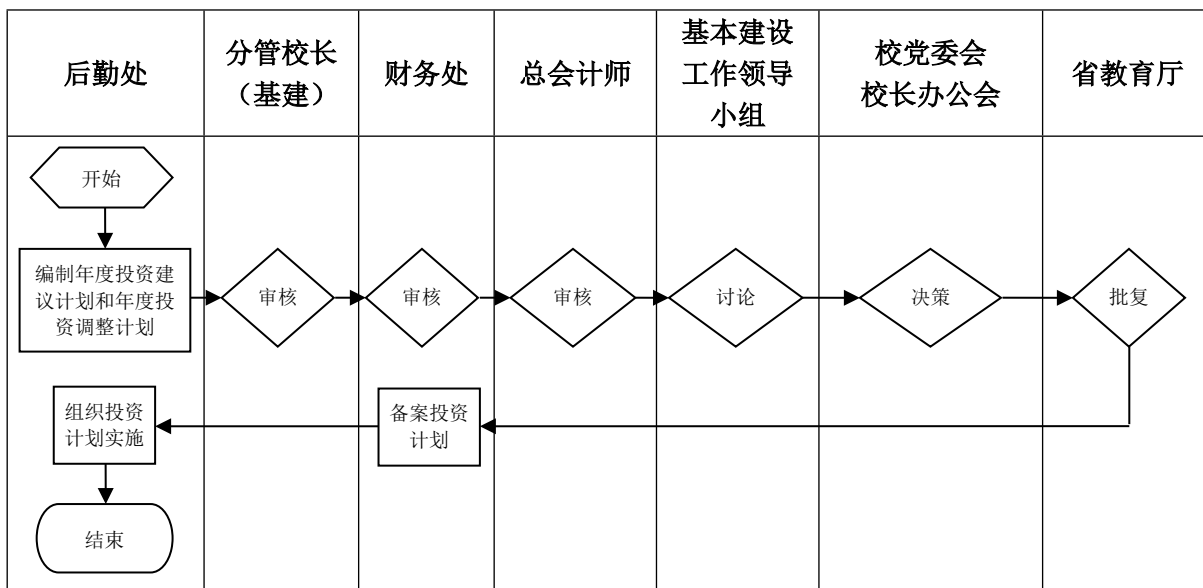 后勤处
分管校长
（基建）
财务处
总会计师
基本建设
工作领导
小组
校党委会
校长办公会
省教育厅
开始
编制年度投资建
议计划和年度投
资调整计划
审核
审核
审核
讨论
决策
批复
组织投资
计划实施
备案投资
计划
结束